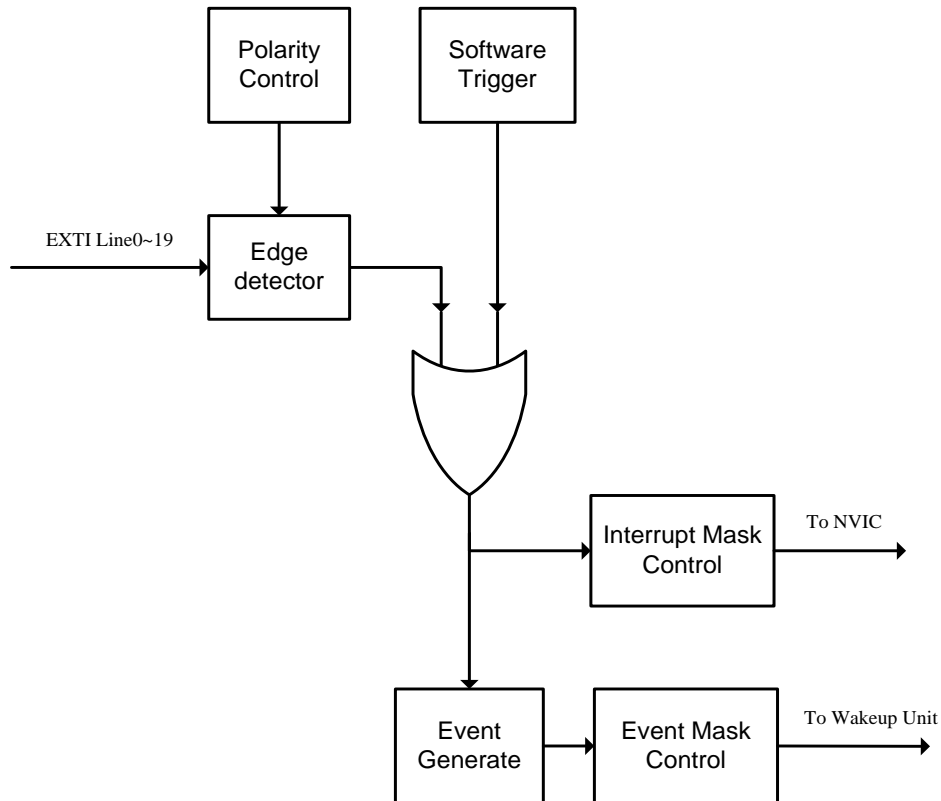 Polarity
Control
Software
Trigger
EXTI Line0~19
Edge
detector
Interrupt Mask
Control
To NVIC
Event
Generate
Event Mask
Control
To Wakeup Unit